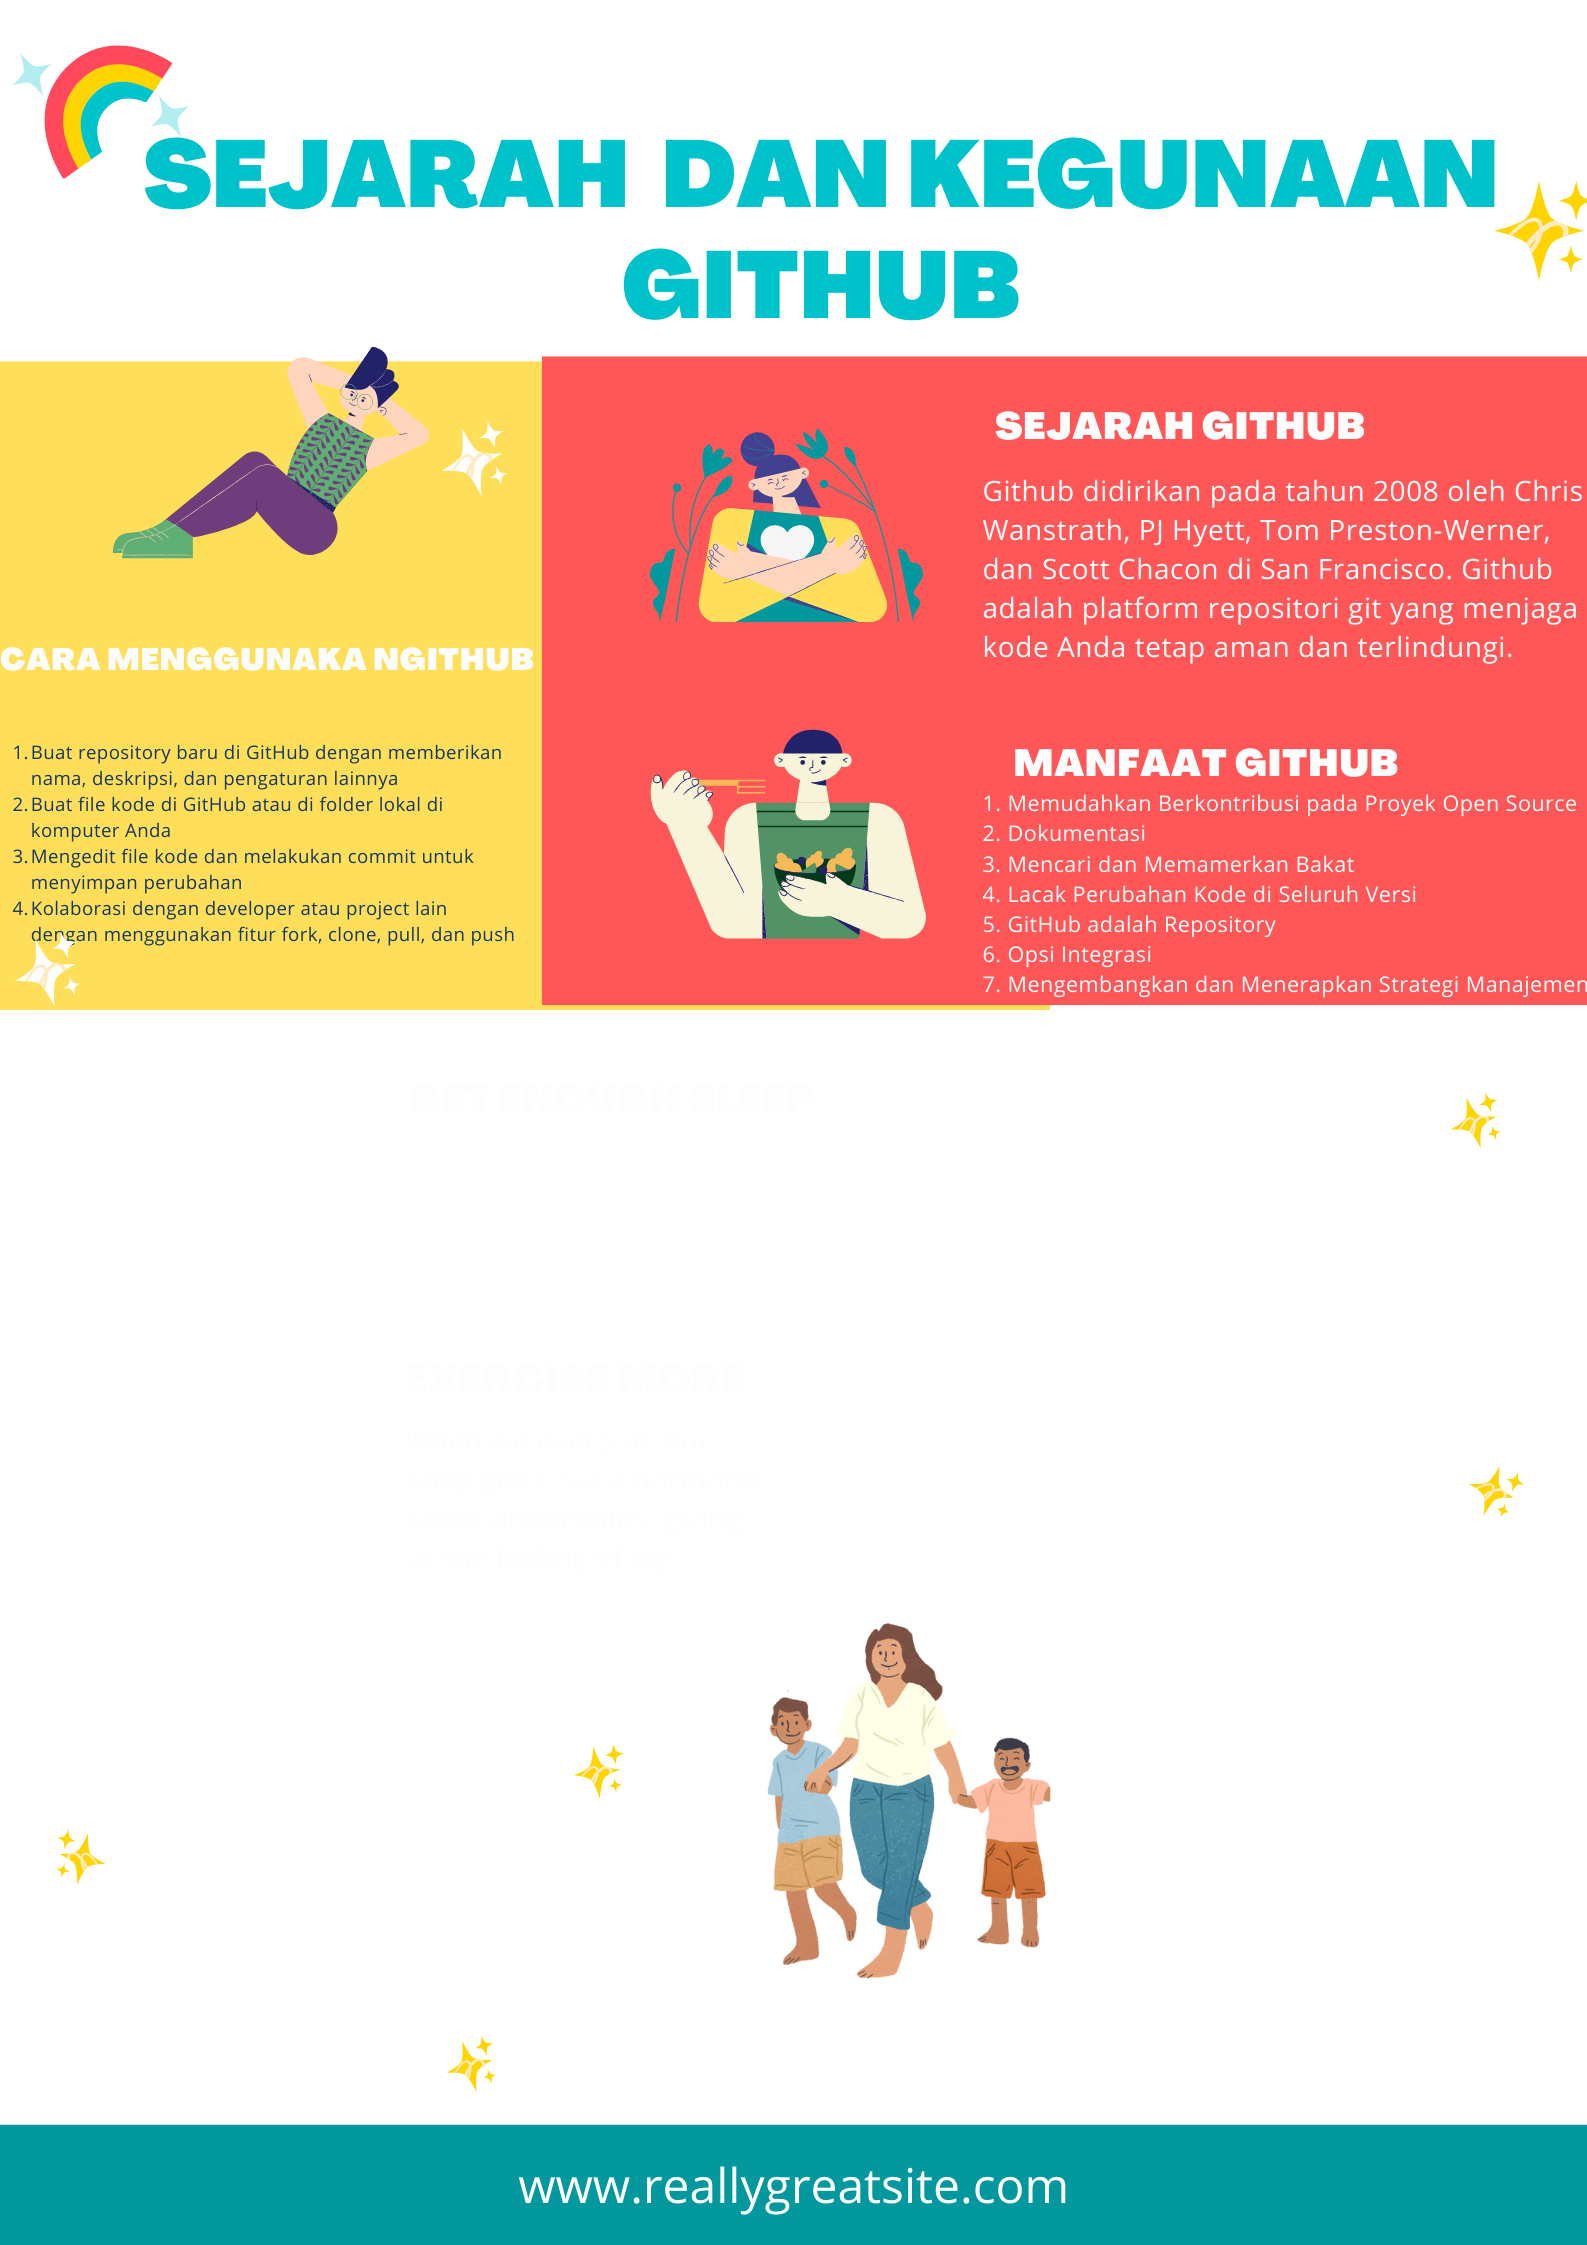 SEJARAH DAN KEGUNAAN
GITHUB
CARA MENGGUNAKA NGITHUB
1. Buat repository baru di GitHub dengan memberikan
nama, deskripsi, dan pengaturan lainnya
2. Buat file kode di GitHub atau di folder lokal di
komputer Anda
3. Mengedit file kode dan melakukan commit untuk
menyimpan perubahan
4. Kolaborasi dengan developer atau project lain
dengan menggunakan fitur fork, clone, pull, dan push
SEJARAH GITHUB
Github didirikan pada tahun 2008 oleh Chris
Wanstrath, PJ Hyett, Tom Preston-Werner,
dan Scott Chacon di San Francisco. Github
adalah platform repositori git yang menjaga
kode Anda tetap aman dan terlindungi.
MANFAAT GITHUB
1. Memudahkan Berkontribusi pada Proyek Open Source
2. Dokumentasi
3. Mencari dan Memamerkan Bakat
4. Lacak Perubahan Kode di Seluruh Versi
5. GitHub adalah Repository
6. Opsi Integrasi
7. Mengembangkan dan Menerapkan Strategi Manajemen
GET ENOUGH SLEEP
EXERCISE MORE
www.reallygreatsite.com